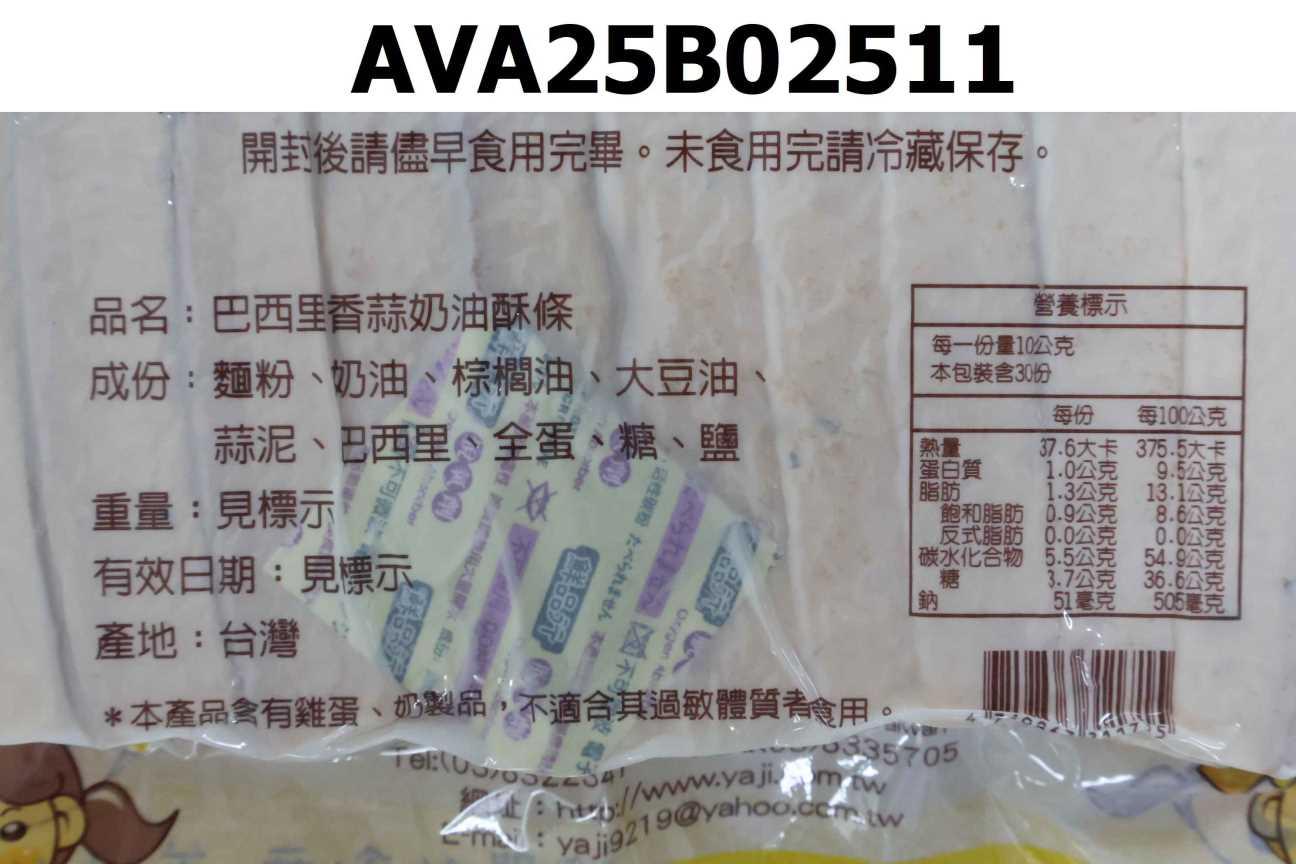 AVA25B02511
開封後請儘早食用完畢。未食用完請冷藏保存。
品名：巴西里香蒜奶油酥條
成份：麵粉、奶油、棕櫚油、大豆油、
蒜泥、巴西里、全蛋、糖、鹽
重量：見標示
有效日期：見標示
產地：台灣
＊本產品含有雞蛋、奶製品，不適合其過敏體質者食用。
營養標示
每一份量10公克
本包裝含30份
每份 每100公克
熱量 37.6大卡 375.5大卡
蛋白質 1.0公克 9.5公克
脂肪 1.3公克 13.1公克
飽和脂肪 0.9公克 8.6公克
反式脂肪 0.0公克 0.0公克
碳水化合物 5.5公克 54.9公克
糖 3.7公克 36.6公克
鈉 51毫克 505毫克
網址：http://www.yaji.com.tw
E-mail：yaji9219@yahoo.com.tw